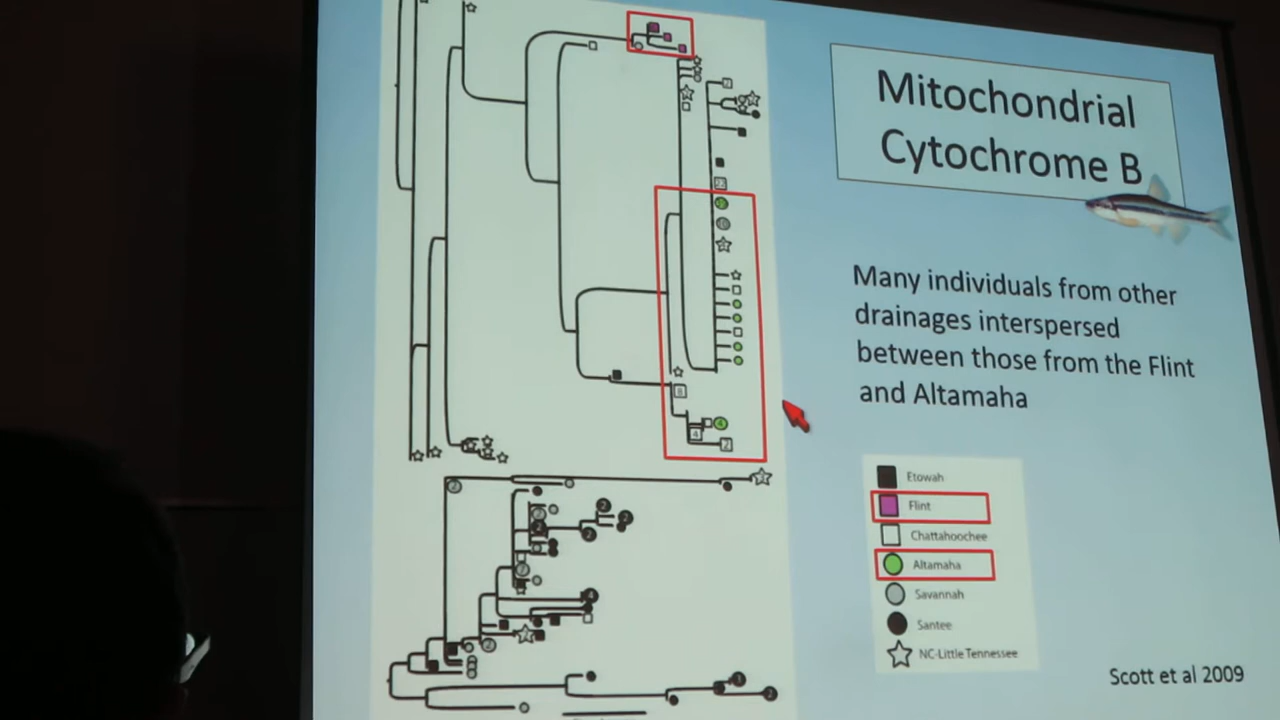 Mitochondrial
Cytochrome B
Many individuals from other
drainages interspersed
between those from the Flint
and Altamaha
Etowah
Flint
Chattahoochee
Altamaha
Savannah
Santee
NC-Little Tennessee
Scott et al 2009